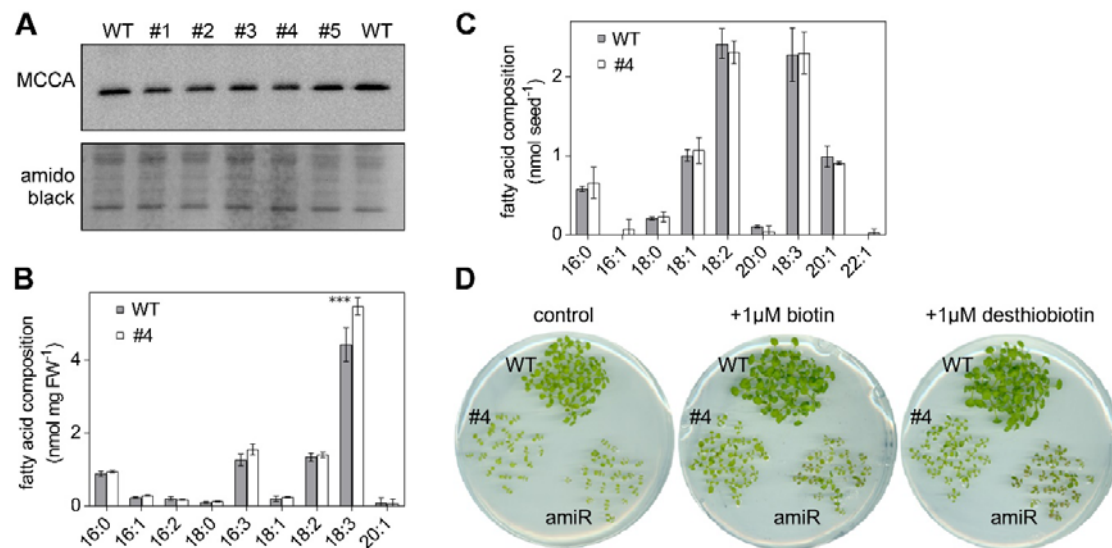 A
WT #1 #2 #3 #4 #5 WT
MCCA
amido
black
B
fatty acid composition
(nmol mg FW⁻¹)
WT
#4
***
4
2
0
16:0 16:1 16:2 18:0 16:3 18:1 18:2 18:3 20:1
C
fatty acid composition
(nmol seed⁻¹)
WT
#4
2
1
0
16:0 16:1 18:0 18:1 18:2 20:0 18:3 20:1 22:1
D
control +1µM biotin +1µM desthiobiotin
WT WT WT
#4 #4 #4
amiR amiR amiR